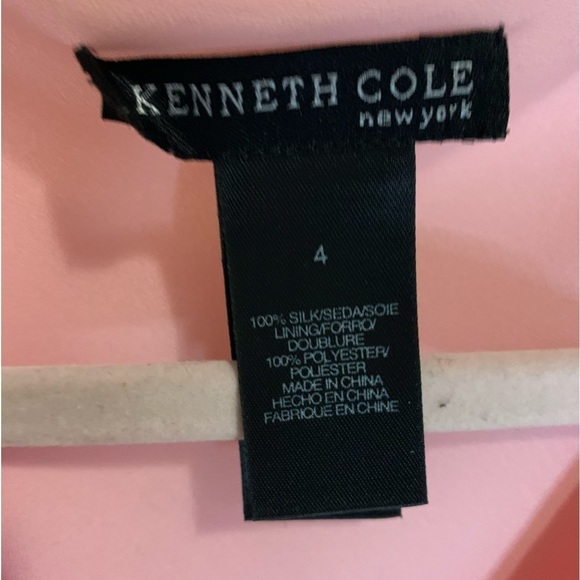 KENNETH COLE
new york
4
100% SILK/SEDA/SOIE
LINING/FORRO/
DOUBLURE
100% POLYESTER/
POLIÉSTER
MADE IN CHINA
HECHO EN CHINA
FABRIQUE EN CHINE